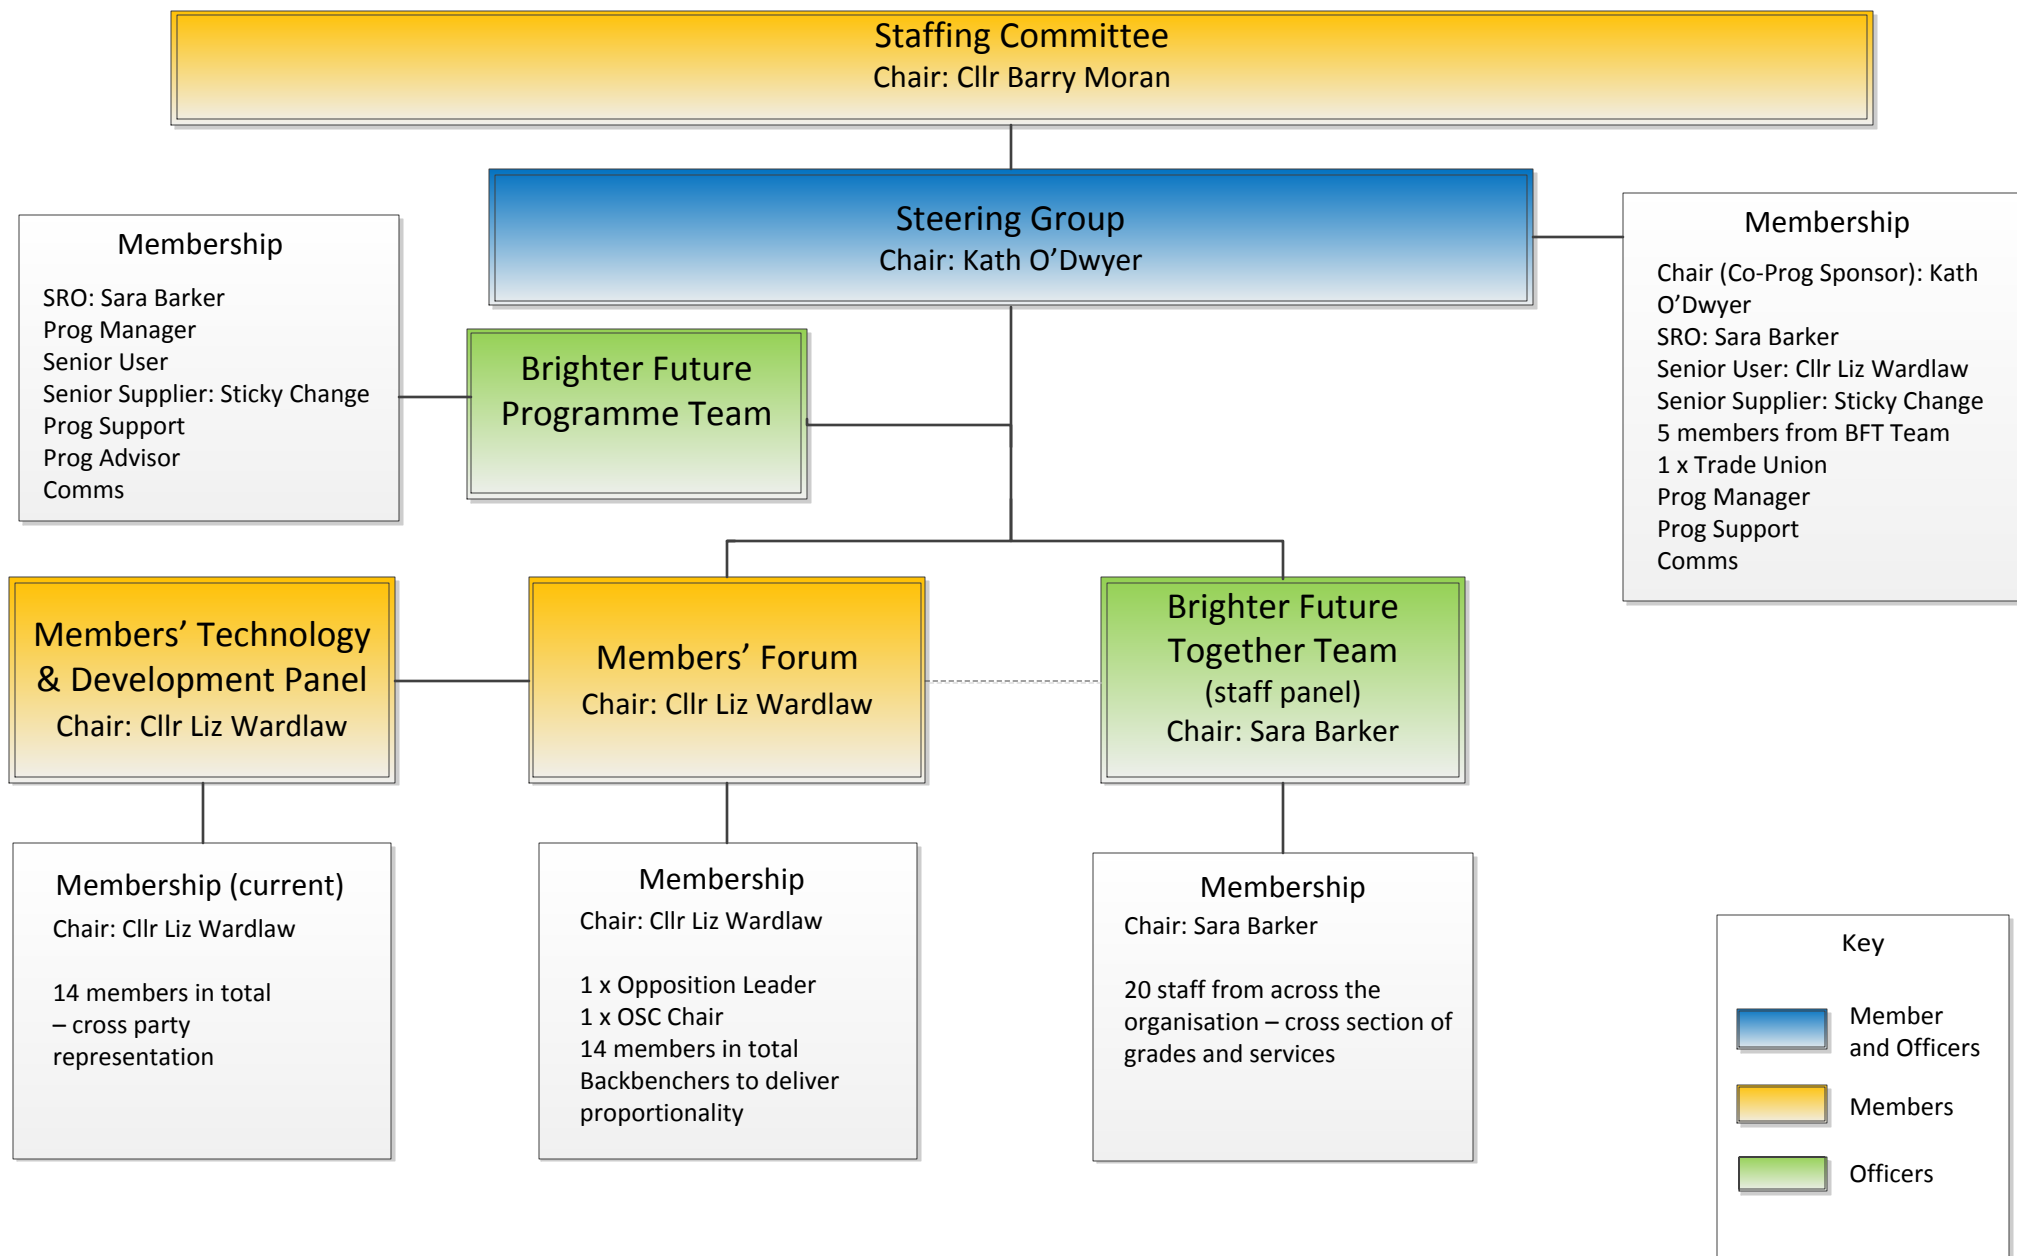 Staffing Committee
Chair: Cllr Barry Moran
Steering Group
Chair: Kath O’Dwyer
Membership
SRO: Sara Barker
Prog Manager
Senior User
Senior Supplier: Sticky Change
Prog Support
Prog Advisor
Comms
Brighter Future
Programme Team
Membership
Chair (Co-Prog Sponsor): Kath
O’Dwyer
SRO: Sara Barker
Senior User: Cllr Liz Wardlaw
Senior Supplier: Sticky Change
5 members from BFT Team
1 x Trade Union
Prog Manager
Prog Support
Comms
Members’ Technology
& Development Panel
Chair: Cllr Liz Wardlaw
Members’ Forum
Chair: Cllr Liz Wardlaw
Brighter Future
Together Team
(staff panel)
Chair: Sara Barker
Membership (current)
Chair: Cllr Liz Wardlaw
14 members in total
– cross party
representation
Membership
Chair: Cllr Liz Wardlaw
1 x Opposition Leader
1 x OSC Chair
14 members in total
Backbenchers to deliver
proportionality
Membership
Chair: Sara Barker
20 staff from across the
organisation – cross section of
grades and services
Key
Member
and Officers
Members
Officers